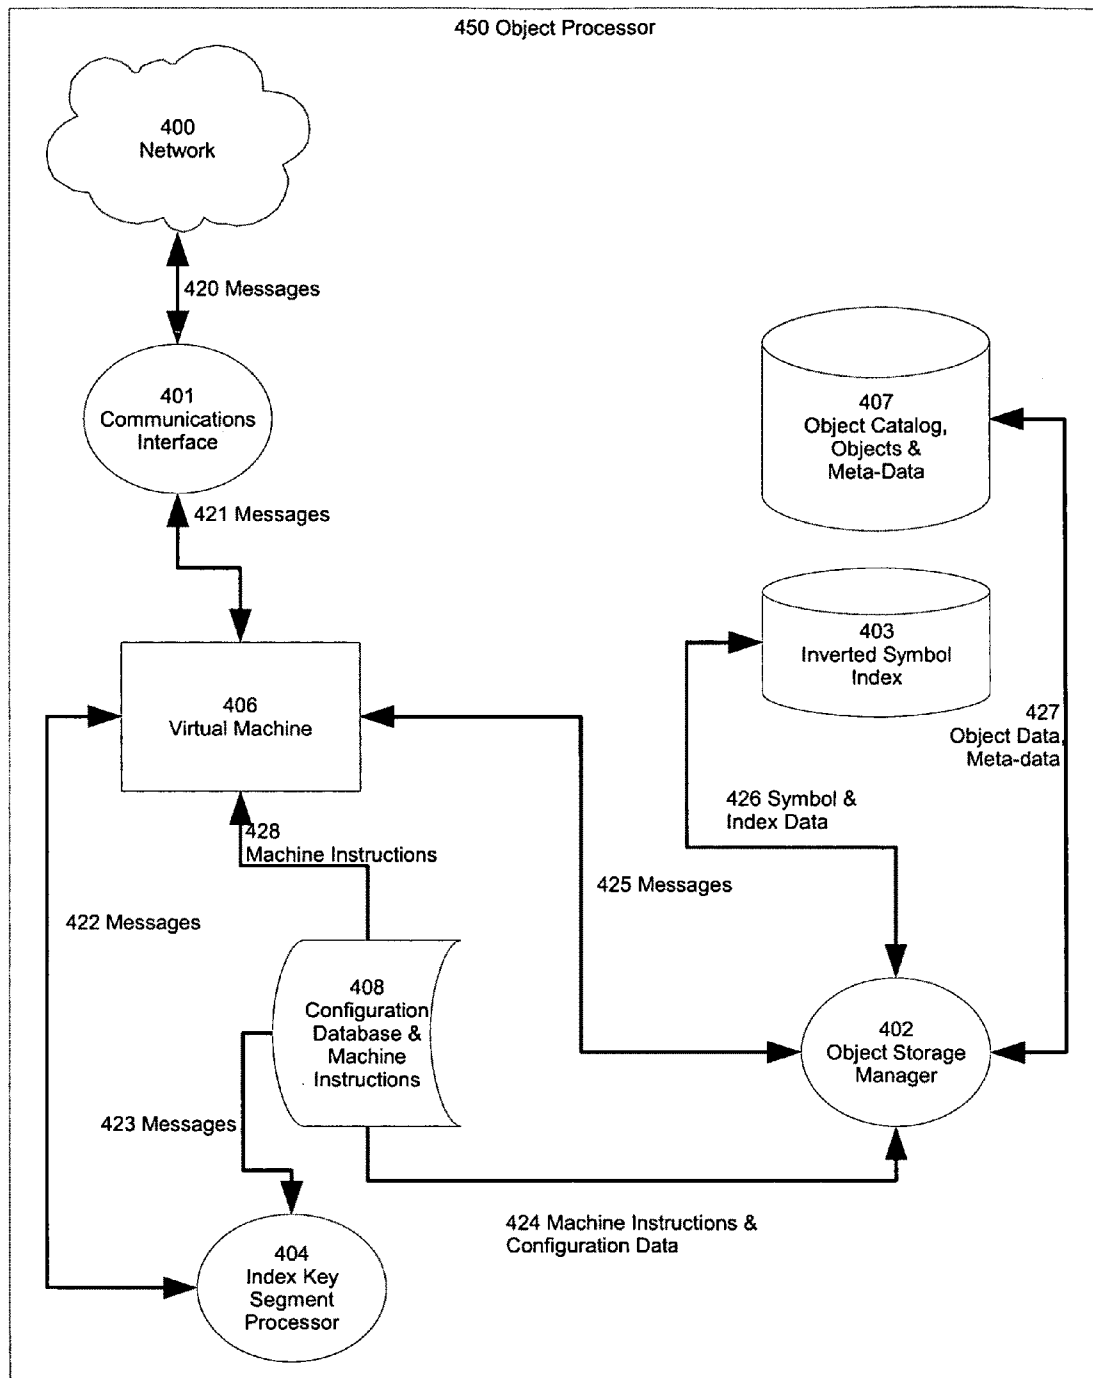 450 Object Processor
400
Network
420 Messages
401
Communications
Interface
421 Messages
407
Object Catalog,
Objects &
Meta-Data
403
Inverted Symbol
Index
406
Virtual Machine
427
Object Data,
Meta-data
426 Symbol &
Index Data
428
Machine Instructions
425 Messages
422 Messages
408
Configuration
Database &
Machine
Instructions
402
Object Storage
Manager
423 Messages
424 Machine Instructions &
Configuration Data
404
Index Key
Segment
Processor